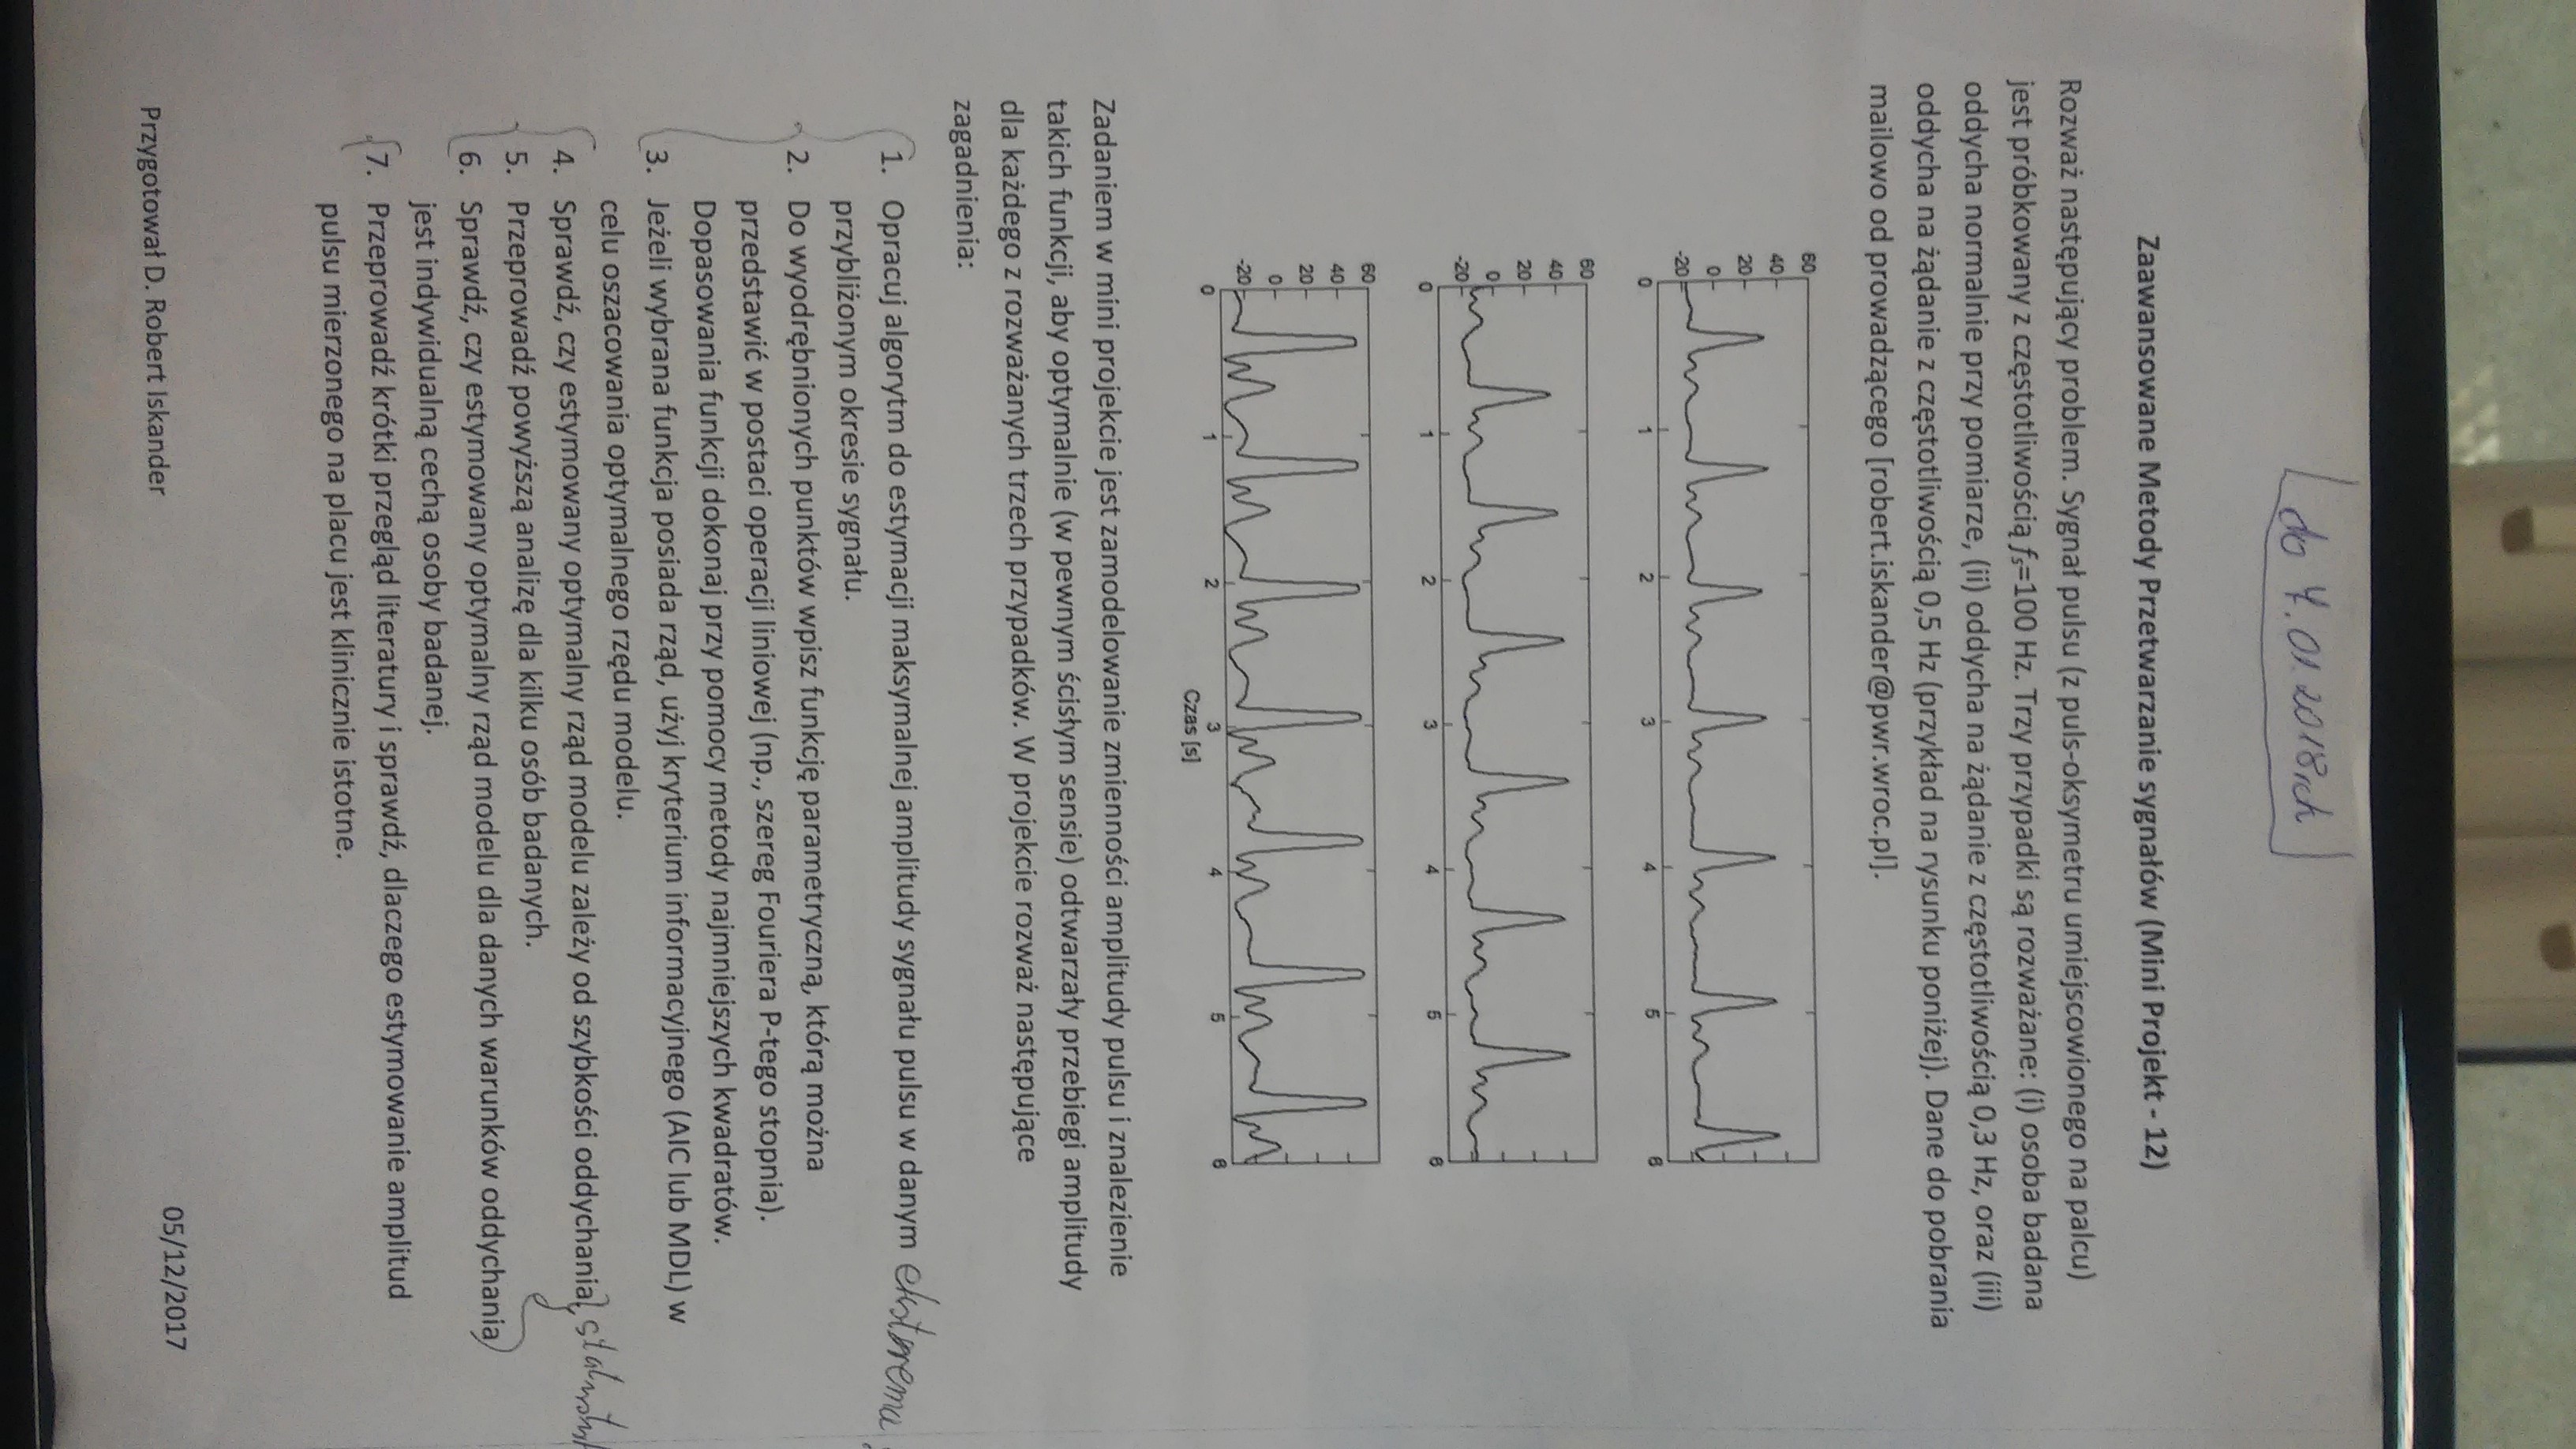 do 4.01.2018r
Zaawansowane Metody Przetwarzanie sygnałów (Mini Projekt - 12)
Rozważ następujący problem. Sygnał pulsu (z puls-oksymetru umiejscowionego na palcu)
jest próbkowany z częstotliwością fs=100 Hz. Trzy przypadki są rozważane: (i) osoba badana
oddycha normalnie przy pomiarze, (ii) oddycha na żądanie z częstotliwością 0,3 Hz, oraz (iii)
oddycha na żądanie z częstotliwością 0,5 Hz (przykład na rysunku poniżej). Dane do pobrania
mailowo od prowadzącego [robert.iskander@pwr.wroc.pl].
60
40
20
0
-20
0 1 2 3 4 5 6
60
40
20
0
-20
0 1 2 3 4 5 6
60
40
20
0
-20
0 1 2 3 4 5 6
Czas [s]
Zadaniem w mini projekcie jest zamodelowanie zmienności amplitudy pulsu i znalezienie
takich funkcji, aby optymalnie (w pewnym ścisłym sensie) odtwarzały przebiegi amplitudy
dla każdego z rozważanych trzech przypadków. W projekcie rozważ następujące
zagadnienia:
1. Opracuj algorytm do estymacji maksymalnej amplitudy sygnału pulsu w danym ekstrema
przybliżonym okresie sygnału.
2. Do wyodrębnionych punktów wpisz funkcję parametryczną, którą można
przedstawić w postaci operacji liniowej (np., szereg Fouriera P-tego stopnia).
Dopasowania funkcji dokonaj przy pomocy metody najmniejszych kwadratów.
3. Jeżeli wybrana funkcja posiada rząd, użyj kryterium informacyjnego (AIC lub MDL) w
celu oszacowania optymalnego rzędu modelu.
4. Sprawdź, czy estymowany optymalny rząd modelu zależy od szybkości oddychania,
5. Przeprowadź powyższą analizę dla kilku osób badanych.
6. Sprawdź, czy estymowany optymalny rząd modelu dla danych warunków oddychania
jest indywidualną cechą osoby badanej.
7. Przeprowadź krótki przegląd literatury i sprawdź, dlaczego estymowanie amplitud
pulsu mierzonego na placu jest klinicznie istotne.
Przygotował D. Robert Iskander 05/12/2017